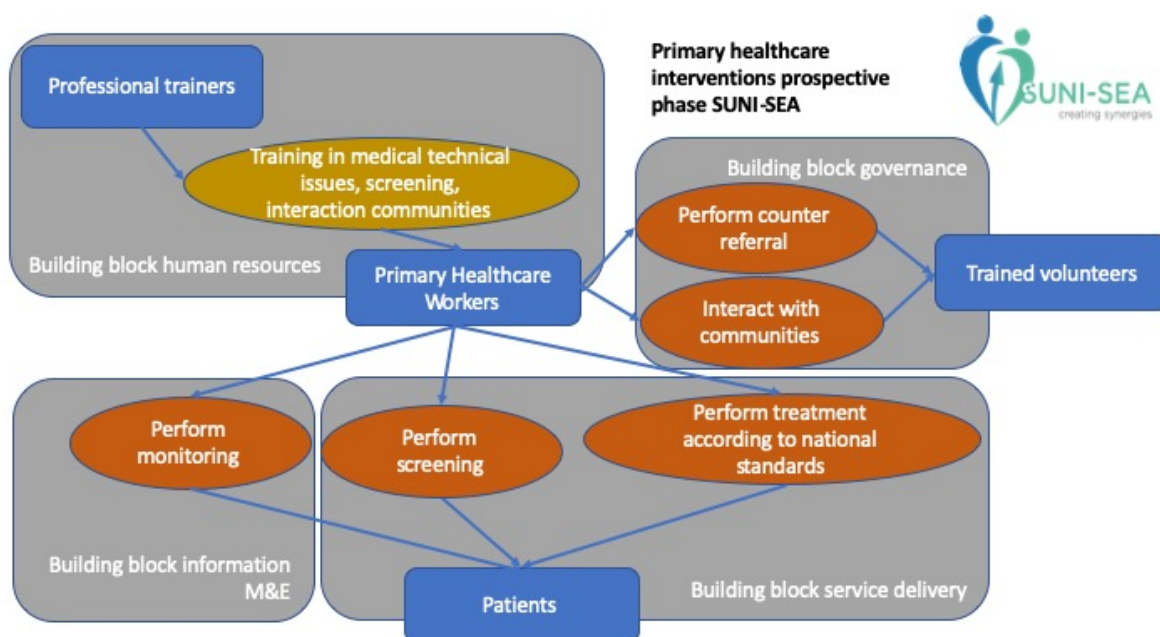 Professional trainers
Training in medical technical
issues, screening,
interaction communities
Building block human resources
Primary healthcare
interventions prospective
phase SUNI-SEA
SUNI-SEA
creating synergies
Building block governance
Perform counter
referral
Interact with
communities
Trained volunteers
Primary Healthcare
Workers
Perform
monitoring
Building block information
M&E
Perform
screening
Perform treatment
according to national
standards
Building block service delivery
Patients